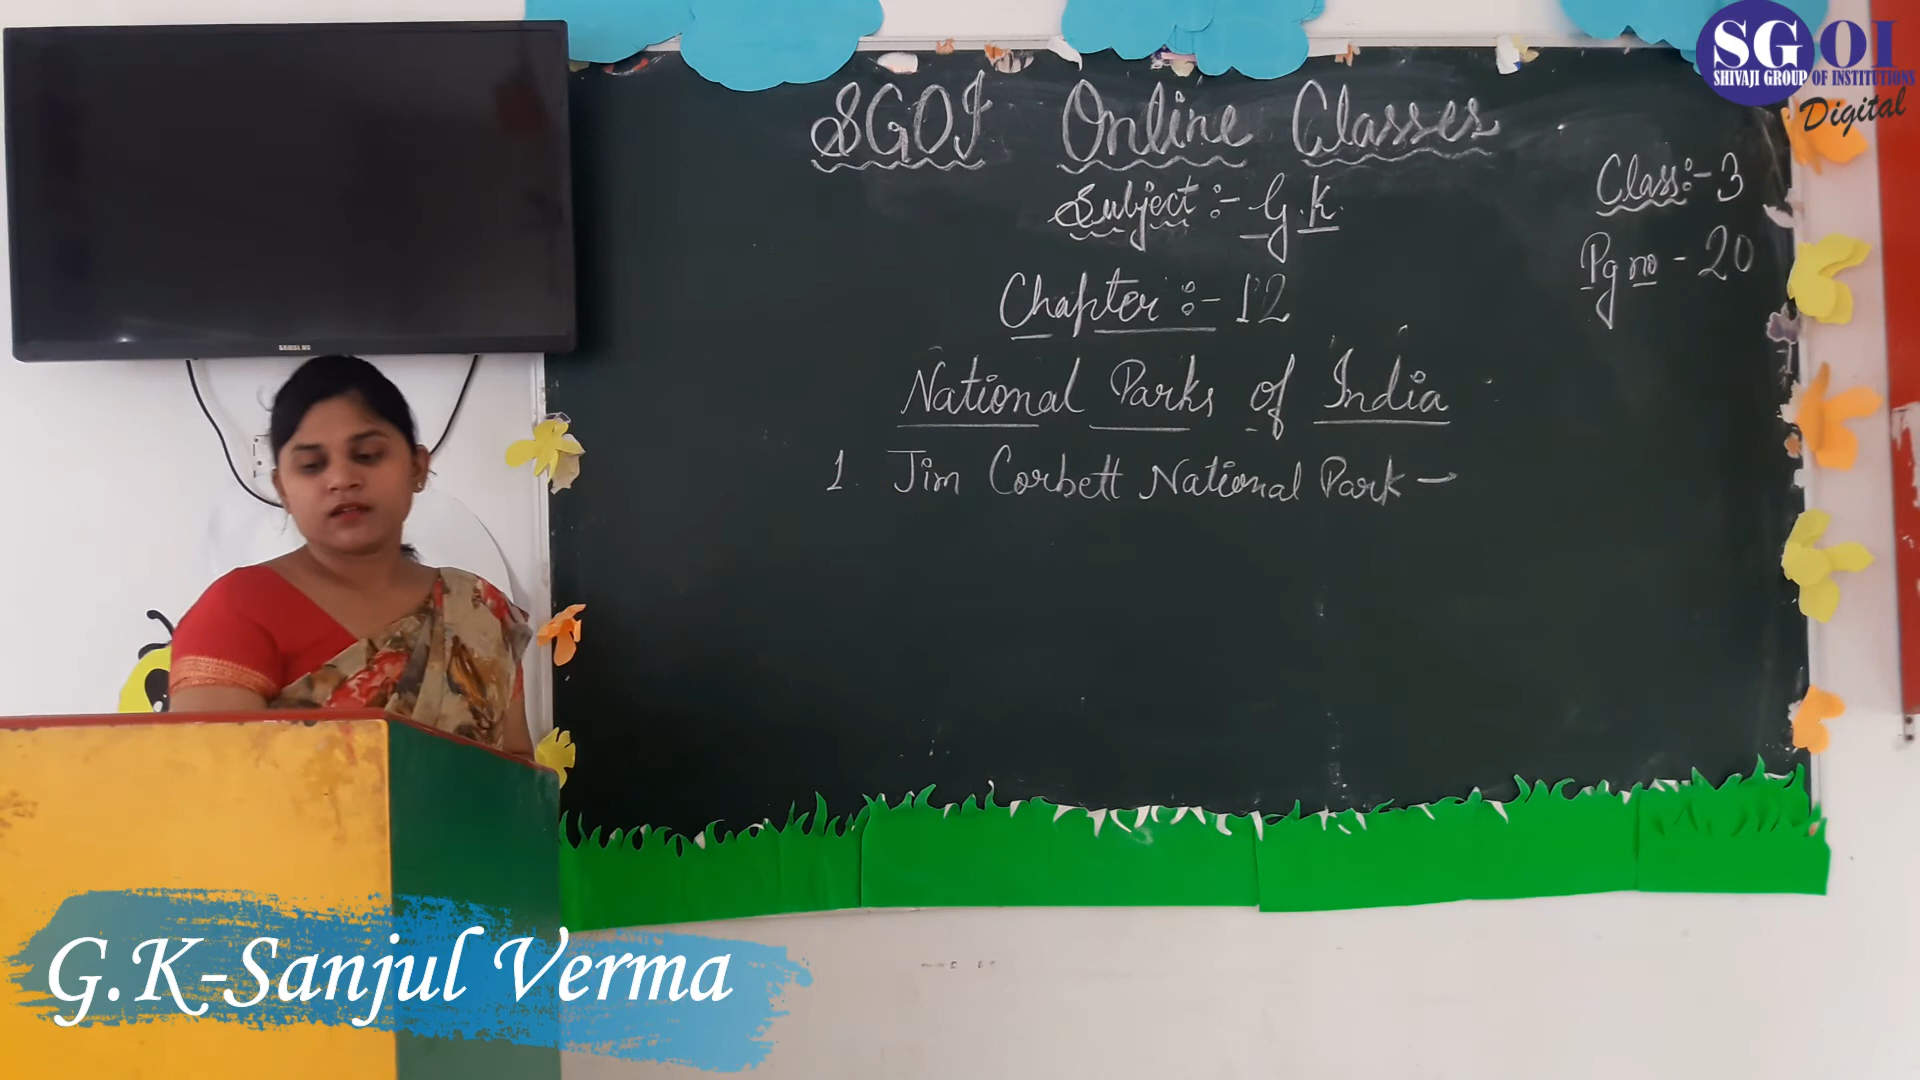 SGOI
SHIVAJI GROUP OF INSTITUTIONS
Digital
SGOI Online Classes
Subject :- G.K.
Class:- 3
Pg no - 20
Chapter :- 12
National Parks of India
1. Jim Corbett National Park -
SAMSUNG
G.K-Sanjul Verma